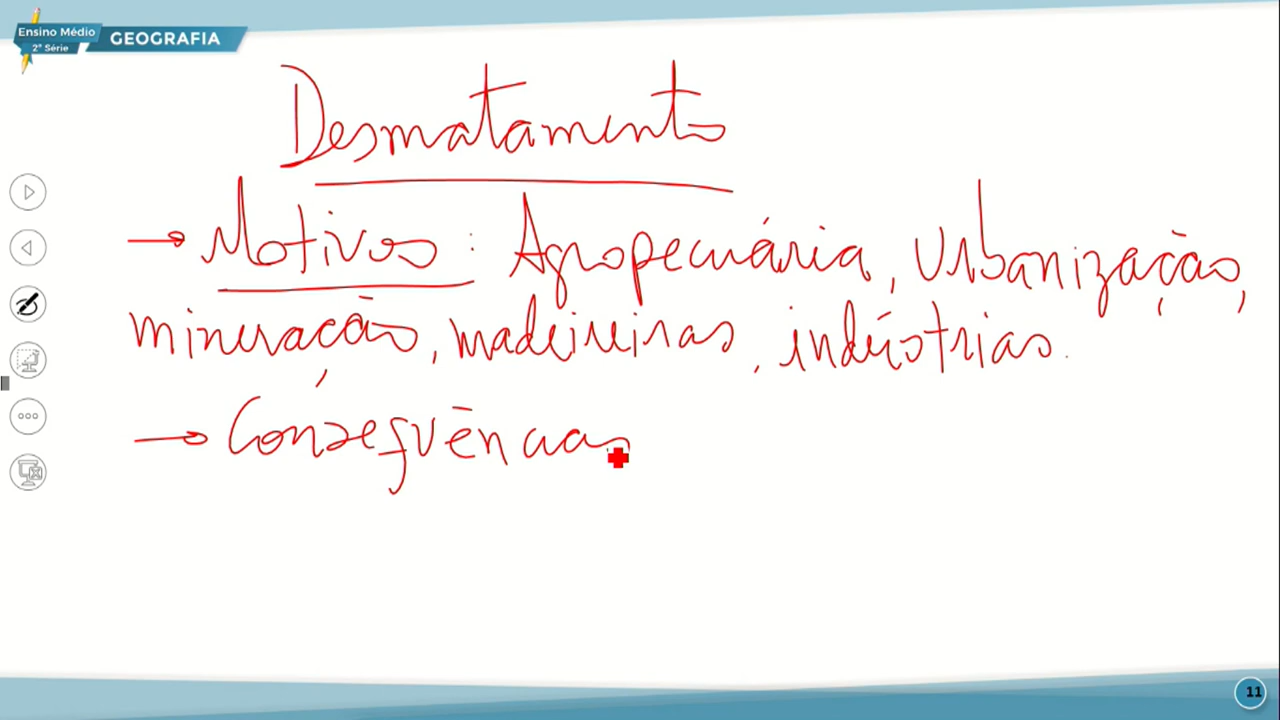 Ensino Médio
2ª Série
GEOGRAFIA
Desmatamento
→ Motivos: Agropecuária, Urbanização,
mineração, madeireiras, indústrias.
→ Consequências
11